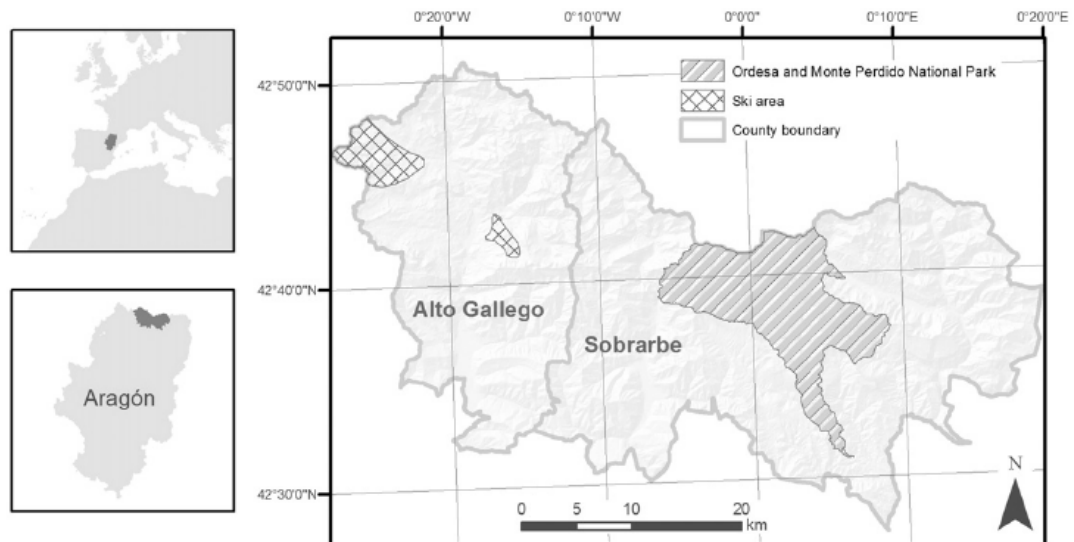 0°20'0"W
0°10'0"W
0°0'0"
0°10'0"E
0°20'0"E
Ordesa and Monte Perdido National Park
Ski area
County boundary
42°50'0"N
42°40'0"N
42°30'0"N
Alto Gallego
Sobrarbe
Aragón
N
0 5 10 20
km